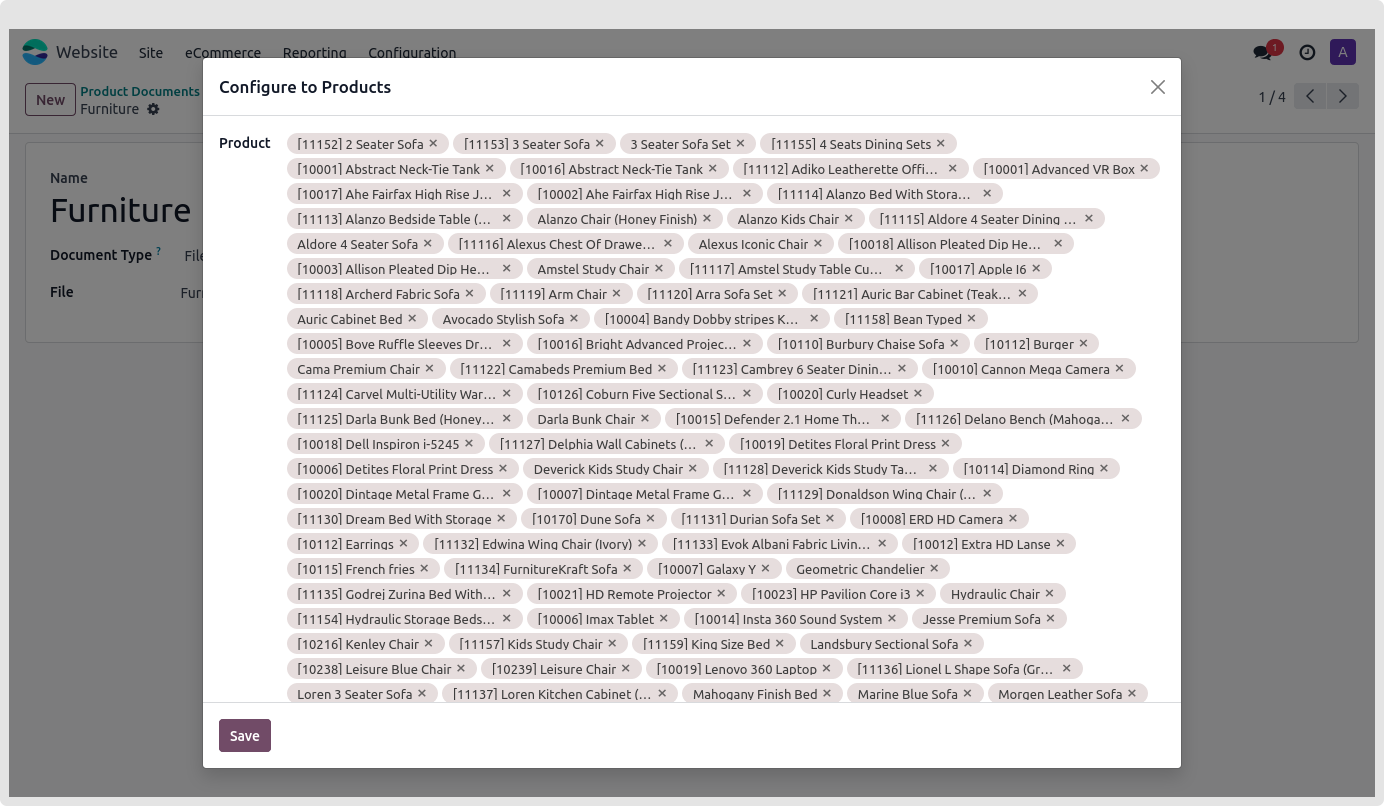 Website Site eCommerce Reporting Configuration 1 A
New Product Documents
Furniture
1 / 4
Configure to Products
Name
Furniture
Document Type ? File
File Fur
Product
[11152] 2 Seater Sofa × [11153] 3 Seater Sofa × 3 Seater Sofa Set × [11155] 4 Seats Dining Sets ×
[10001] Abstract Neck-Tie Tank × [10016] Abstract Neck-Tie Tank × [11112] Adiko Leatherette Offi... × [10001] Advanced VR Box ×
[10017] Ahe Fairfax High Rise J... × [10002] Ahe Fairfax High Rise J... × [11114] Alanzo Bed With Stora... ×
[11113] Alanzo Bedside Table (... × Alanzo Chair (Honey Finish) × Alanzo Kids Chair × [11115] Aldore 4 Seater Dining ... ×
Aldore 4 Seater Sofa × [11116] Alexus Chest Of Drawe... × Alexus Iconic Chair × [10018] Allison Pleated Dip He... ×
[10003] Allison Pleated Dip He... × Amstel Study Chair × [11117] Amstel Study Table Cu... × [10017] Apple I6 ×
[11118] Archerd Fabric Sofa × [11119] Arm Chair × [11120] Arra Sofa Set × [11121] Auric Bar Cabinet (Teak... ×
Auric Cabinet Bed × Avocado Stylish Sofa × [10004] Bandy Dobby stripes K... × [11158] Bean Typed ×
[10005] Bove Ruffle Sleeves Dr... × [10016] Bright Advanced Projec... × [10110] Burbury Chaise Sofa × [10112] Burger ×
Cama Premium Chair × [11122] Camabeds Premium Bed × [11123] Cambrey 6 Seater Dinin... × [10010] Cannon Mega Camera ×
[11124] Carvel Multi-Utility War... × [10126] Coburn Five Sectional S... × [10020] Curly Headset ×
[11125] Darla Bunk Bed (Honey... × Darla Bunk Chair × [10015] Defender 2.1 Home Th... × [11126] Delano Bench (Mahoga... ×
[10018] Dell Inspiron i-5245 × [11127] Delphia Wall Cabinets (... × [10019] Detites Floral Print Dress ×
[10006] Detites Floral Print Dress × Deverick Kids Study Chair × [11128] Deverick Kids Study Ta... × [10114] Diamond Ring ×
[10020] Dintage Metal Frame G... × [10007] Dintage Metal Frame G... × [11129] Donaldson Wing Chair (... ×
[11130] Dream Bed With Storage × [10170] Dune Sofa × [11131] Durian Sofa Set × [10008] ERD HD Camera ×
[10112] Earrings × [11132] Edwina Wing Chair (Ivory) × [11133] Evok Albani Fabric Livin... × [10012] Extra HD Lanse ×
[10115] French fries × [11134] FurnitureKraft Sofa × [10007] Galaxy Y × Geometric Chandelier ×
[11135] Godrej Zurina Bed With... × [10021] HD Remote Projector × [10023] HP Pavilion Core i3 × Hydraulic Chair ×
[11154] Hydraulic Storage Beds... × [10006] Imax Tablet × [10014] Insta 360 Sound System × Jesse Premium Sofa ×
[10216] Kenley Chair × [11157] Kids Study Chair × [11159] King Size Bed × Landsbury Sectional Sofa ×
[10238] Leisure Blue Chair × [10239] Leisure Chair × [10019] Lenovo 360 Laptop × [11136] Lionel L Shape Sofa (Gr... ×
Loren 3 Seater Sofa × [11137] Loren Kitchen Cabinet (... × Mahogany Finish Bed × Marine Blue Sofa × Morgen Leather Sofa ×
Save